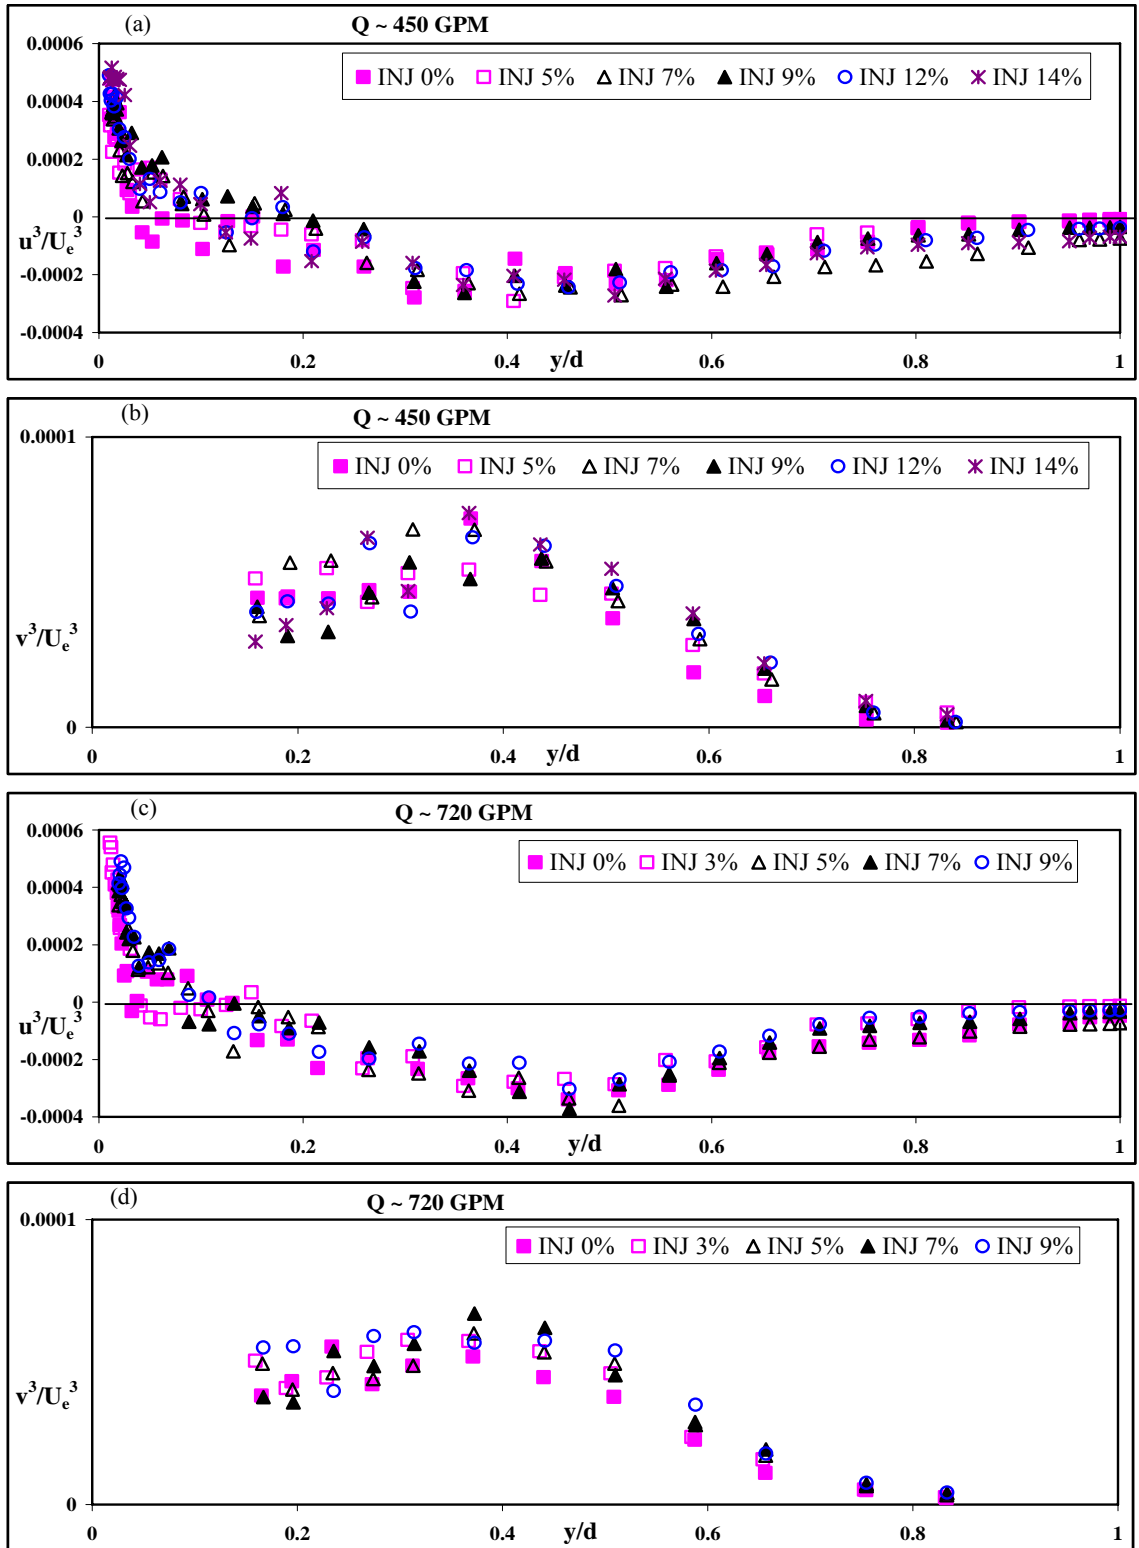 (a)
Q ~ 450 GPM
INJ 0% INJ 5% INJ 7% INJ 9% INJ 12% INJ 14%
0.0006
0.0004
0.0002
0
u³/Uₑ³
-0.0002
-0.0004
0 0.2 0.4 0.6 0.8 1
y/d
(b)
Q ~ 450 GPM
INJ 0% INJ 5% INJ 7% INJ 9% INJ 12% INJ 14%
0.0001
v³/Uₑ³
0
0 0.2 0.4 0.6 0.8 1
y/d
(c)
Q ~ 720 GPM
INJ 0% INJ 3% INJ 5% INJ 7% INJ 9%
0.0006
0.0004
0.0002
0
u³/Uₑ³
-0.0002
-0.0004
0 0.2 0.4 0.6 0.8 1
y/d
(d)
Q ~ 720 GPM
INJ 0% INJ 3% INJ 5% INJ 7% INJ 9%
0.0001
v³/Uₑ³
0
0 0.2 0.4 0.6 0.8 1
y/d